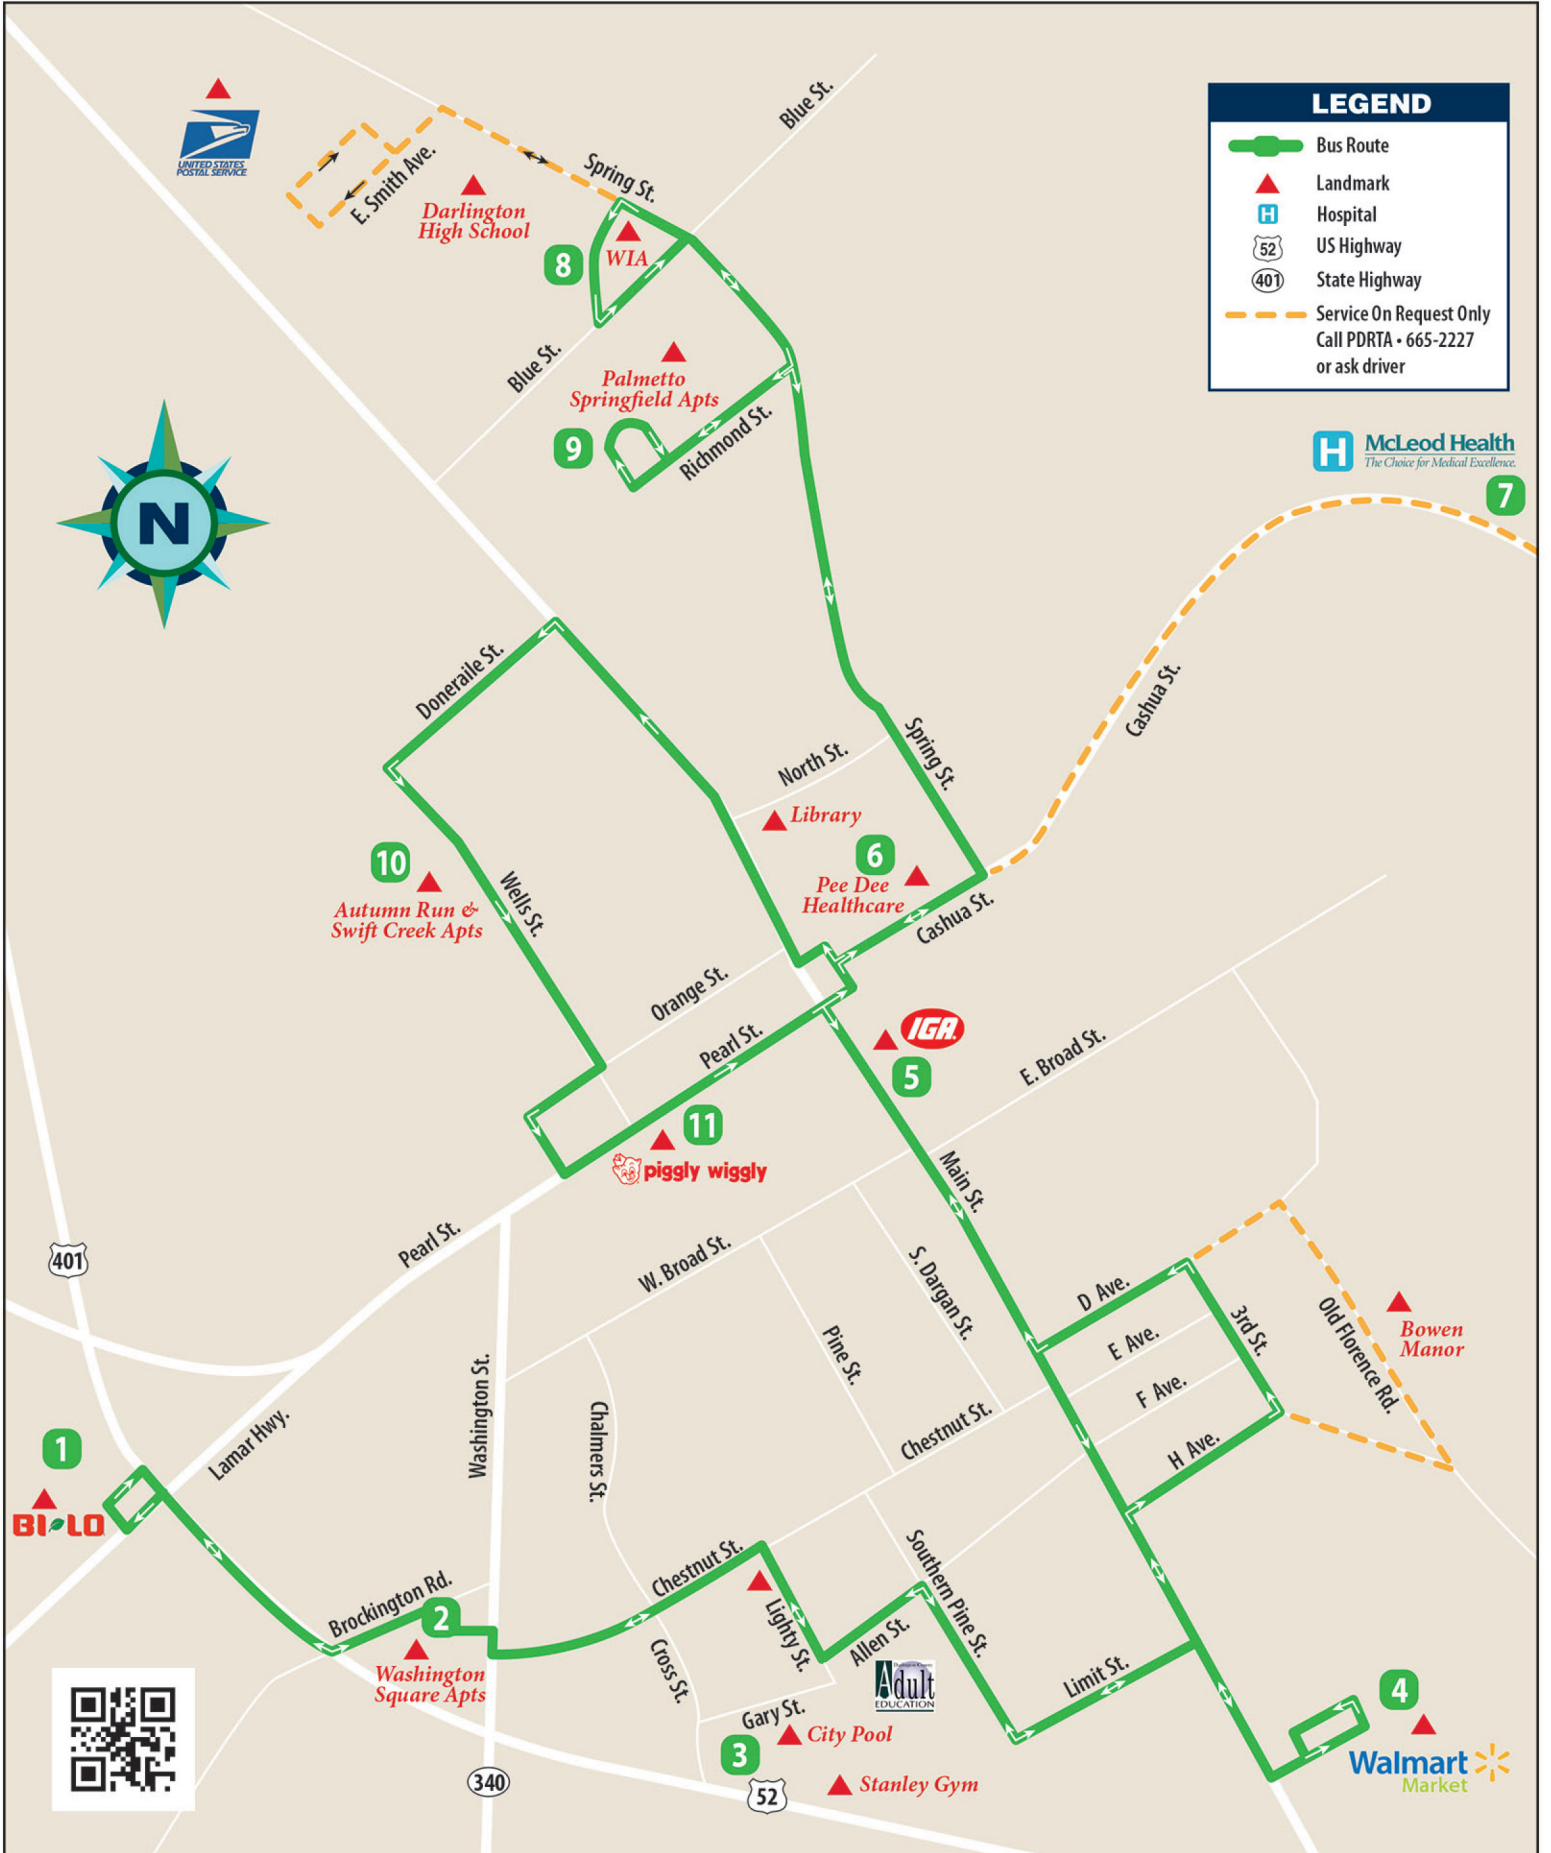 LEGEND
Bus Route
Landmark
H
Hospital
52
US Highway
401
State Highway
Service On Request Only
Call PDRTA • 665-2227
or ask driver
UNITED STATES
POSTAL SERVICE
E. Smith Ave.
Darlington
High School
Spring St.
Blue St.
8
WIA
Blue St.
Palmetto
Springfield Apts
9
Richmond St.
H
McLeod Health
The Choice for Medical Excellence.
7
N
Doneraile St.
Cashua St.
North St.
Spring St.
Library
6
Pee Dee
Healthcare
Cashua St.
10
Autumn Run &
Swift Creek Apts
Wells St.
Orange St.
Pearl St.
IGA
5
E. Broad St.
11
piggly wiggly
Main St.
401
Pearl St.
W. Broad St.
S. Dargan St.
D Ave.
E Ave.
F Ave.
H Ave.
3rd St.
Old Florence Rd.
Bowen
Manor
Pine St.
Washington St.
Chalmers St.
Chestnut St.
Lamar Hwy.
1
BI-LO
Brockington Rd.
2
Washington
Square Apts
Chestnut St.
Lighty St.
Allen St.
Southern Pine St.
Cross St.
Limit St.
Adult
EDUCATION
Gary St.
3
City Pool
Stanley Gym
340
52
4
Walmart
Market